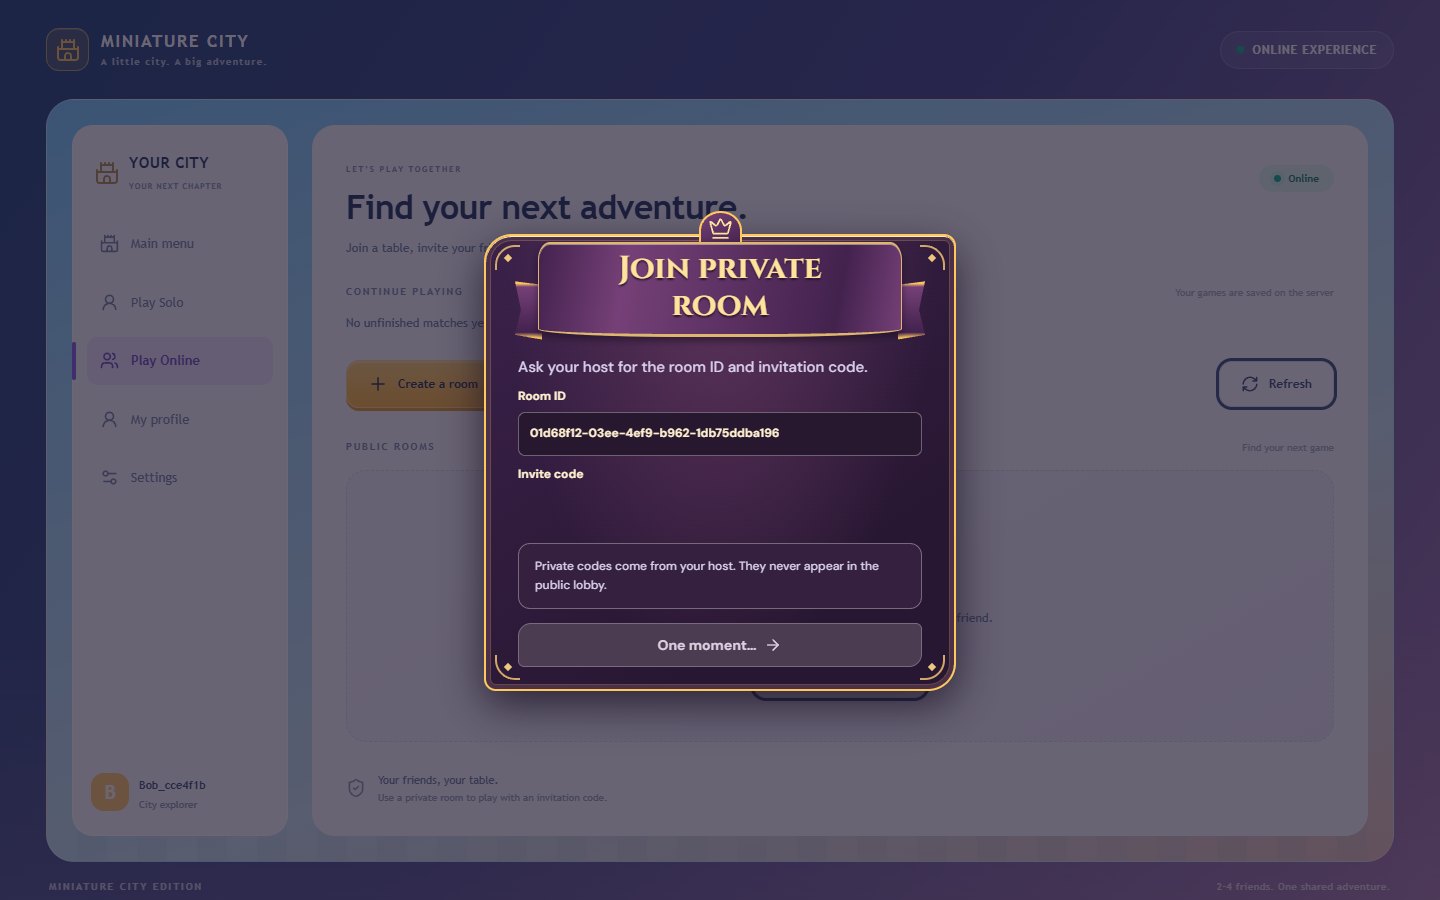 MINIATURE CITY
A little city. A big adventure.
ONLINE EXPERIENCE
YOUR CITY
YOUR NEXT CHAPTER
Main menu
Play Solo
Play Online
My profile
Settings
B
Bob_cce4f1b
City explorer
LET'S PLAY TOGETHER
Online
Find your next adventure.
Join a table, invite your
CONTINUE PLAYING
Your games are saved on the server
No unfinished matches
Create a room
Refresh
PUBLIC ROOMS
Find your next game
friend.
Your friends, your table.
Use a private room to play with an invitation code.
JOIN PRIVATE
ROOM
Ask your host for the room ID and invitation code.
Room ID
01d68f12-03ee-4ef9-b962-1db75ddba196
Invite code
Private codes come from your host. They never appear in the
public lobby.
One moment...
MINIATURE CITY EDITION
2-4 friends. One shared adventure.